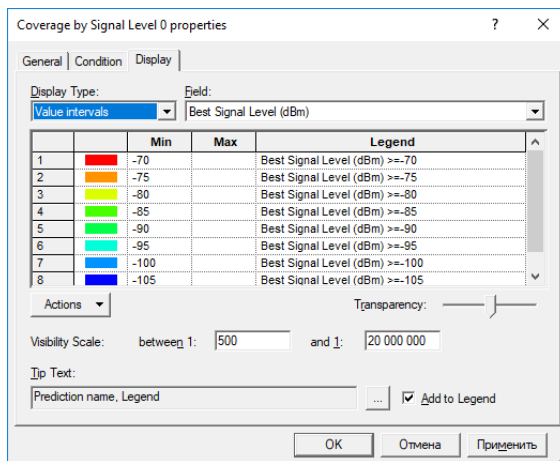 Coverage by Signal Level 0 properties ? ×
General Condition Display
Display Type: Field:
Value intervals Best Signal Level (dBm)
Min Max Legend
1 -70 Best Signal Level (dBm) >=-70
2 -75 Best Signal Level (dBm) >=-75
3 -80 Best Signal Level (dBm) >=-80
4 -85 Best Signal Level (dBm) >=-85
5 -90 Best Signal Level (dBm) >=-90
6 -95 Best Signal Level (dBm) >=-95
7 -100 Best Signal Level (dBm) >=-100
8 -105 Best Signal Level (dBm) >=-105
Actions Transparency:
Visibility Scale: between 1: 500 and 1: 20 000 000
Tip Text:
Prediction name, Legend ... Add to Legend
OK Отмена Применить